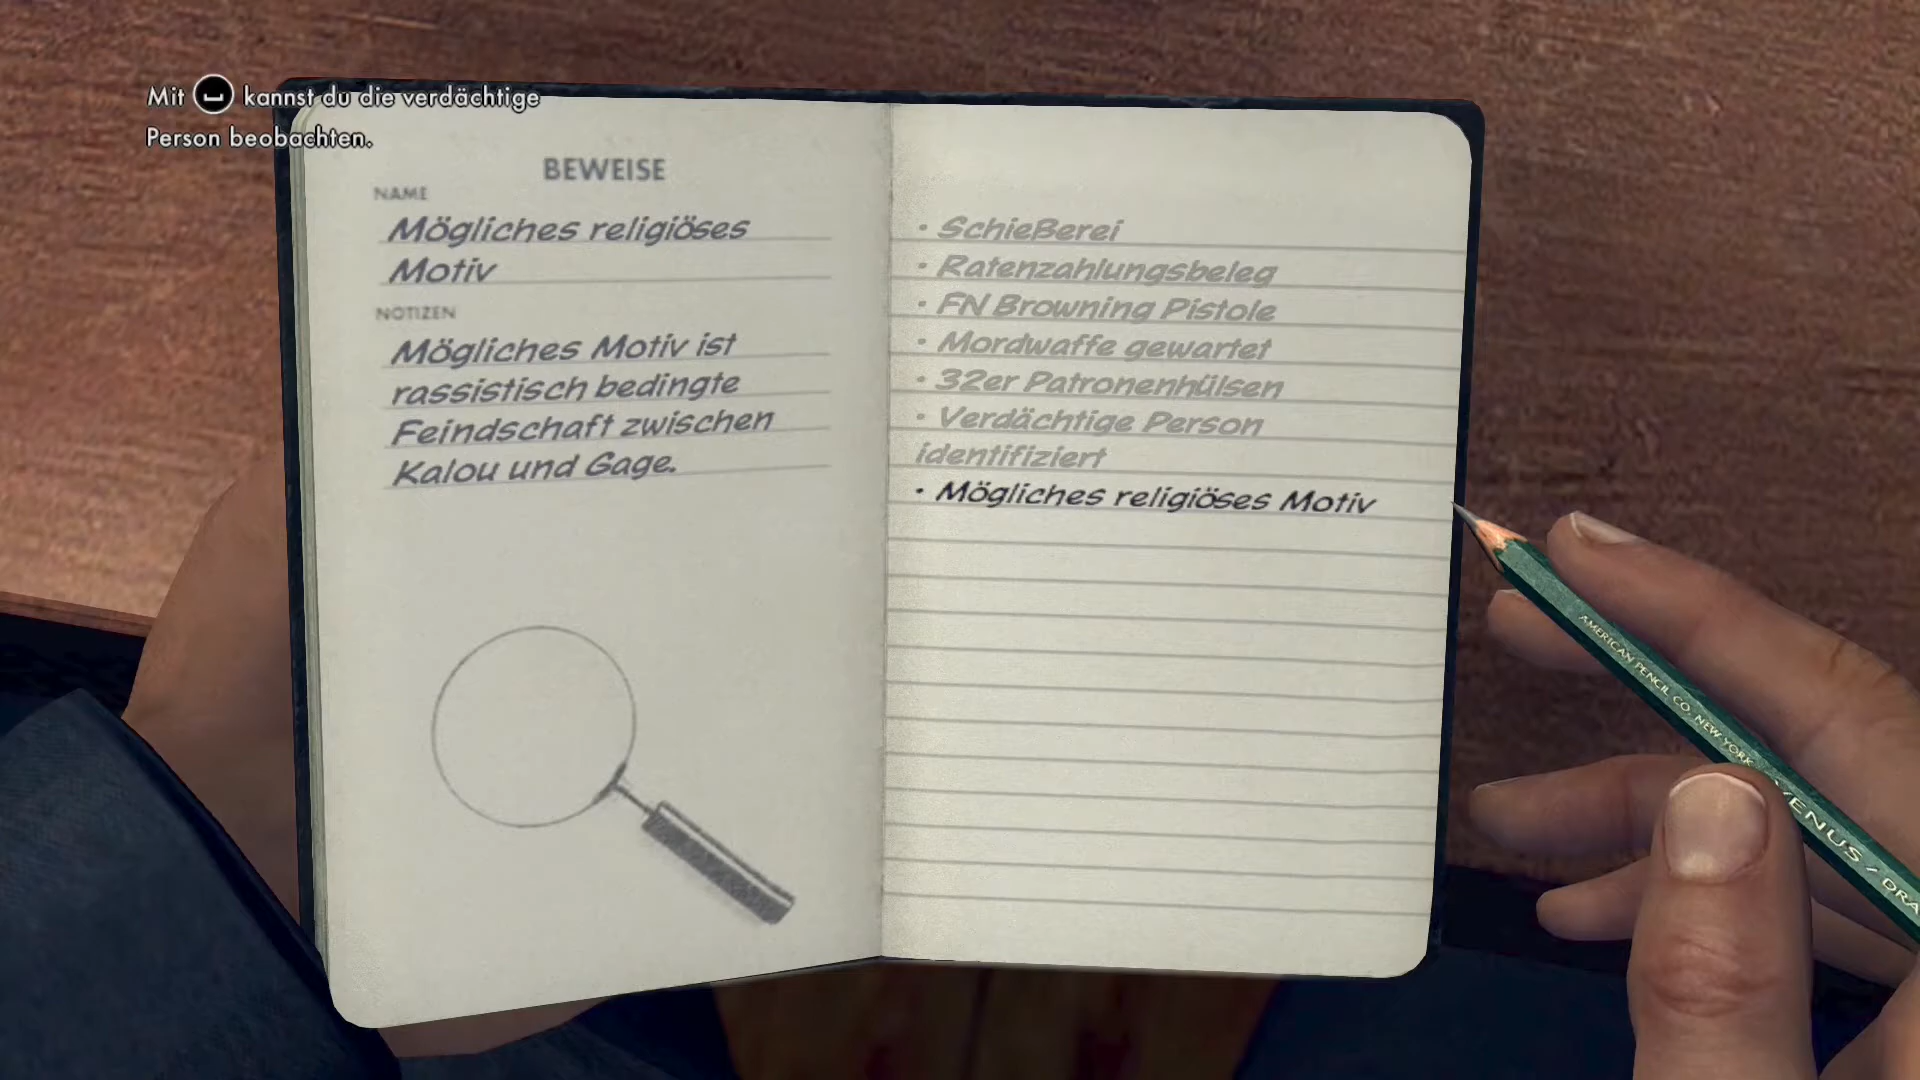 Mit kannst du die verdächtige
Person beobachten.
BEWEISE
NAME
Mögliches religiöses
Motiv
NOTIZEN
Mögliches Motiv ist
rassistisch bedingte
Feindschaft zwischen
Kalou und Gage.
• Schießerei
• Ratenzahlungsbeleg
• FN Browning Pistole
• Mordwaffe gewartet
• 32er Patronenhülsen
• Verdächtige Person
identifiziert
• Mögliches religiöses Motiv
AMERICAN PENCIL CO. NEW YORK
VENUS / DRA